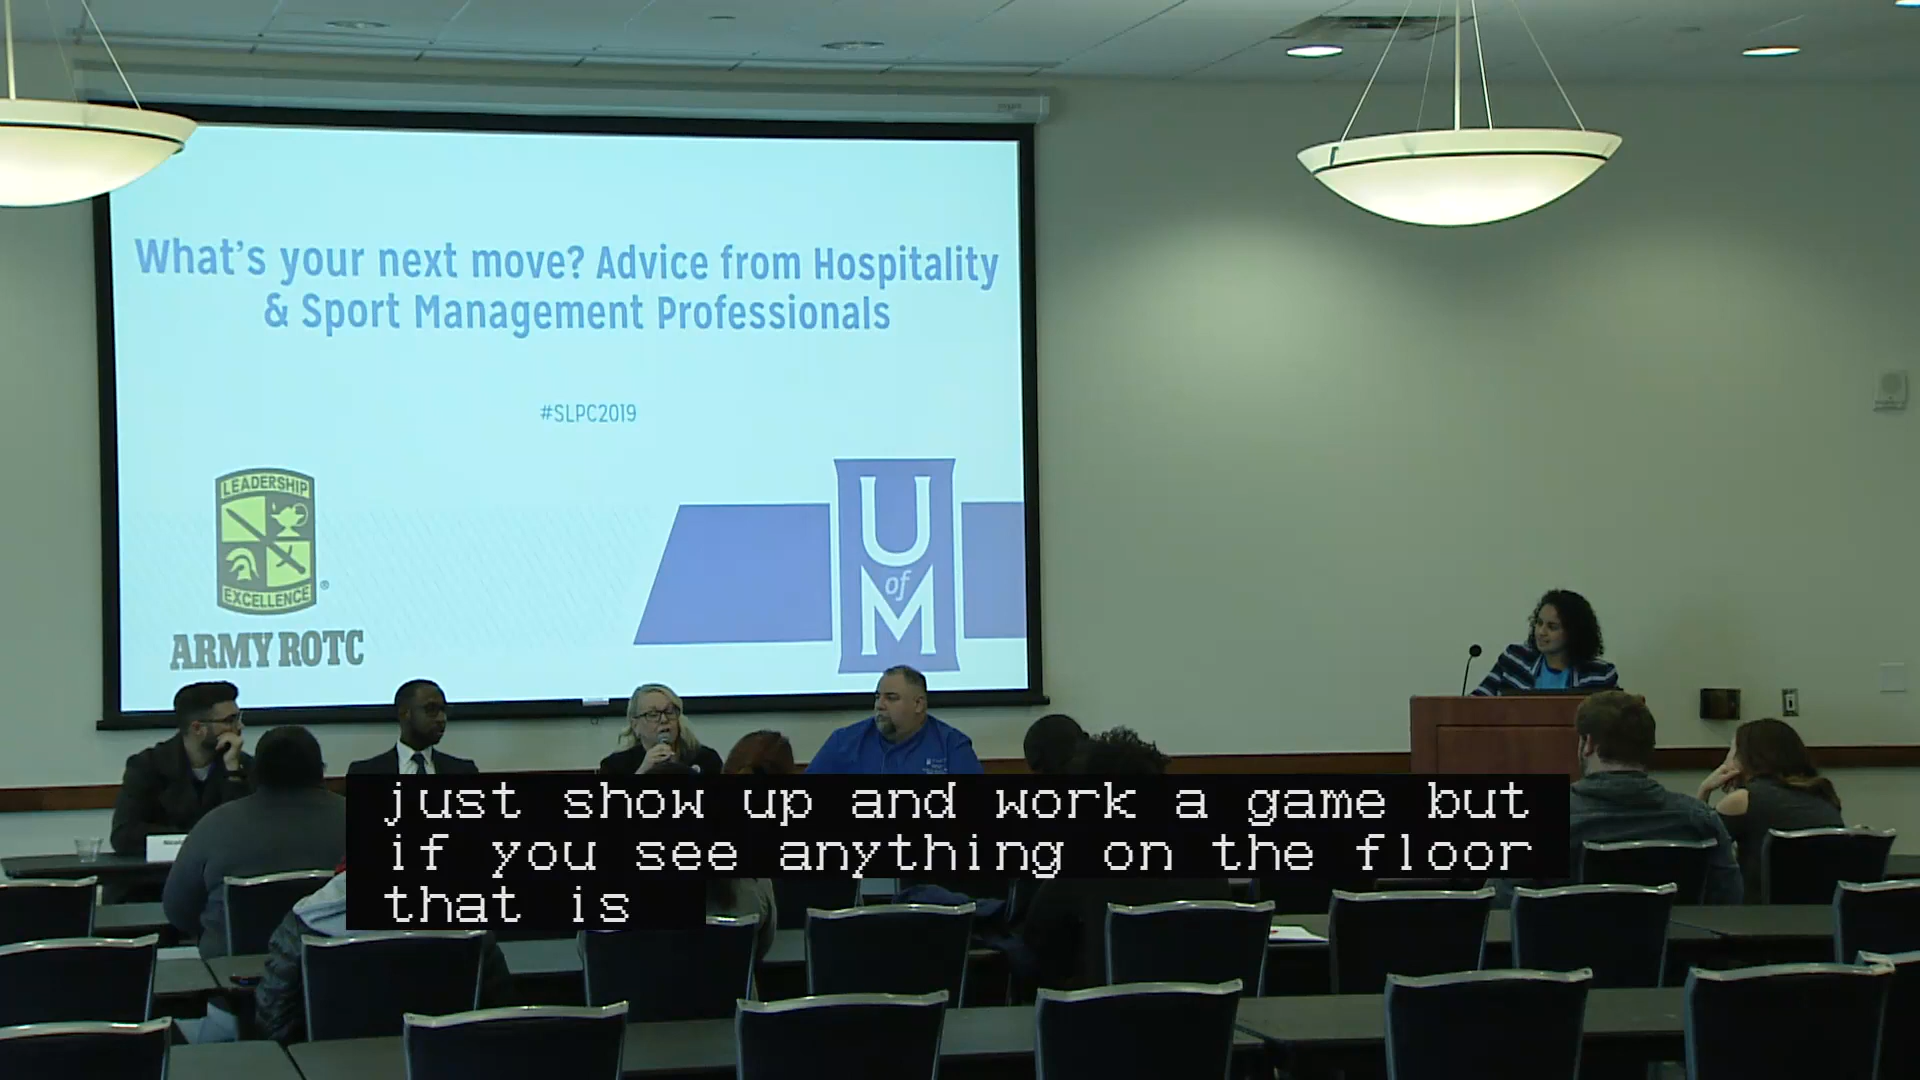 What's your next move? Advice from Hospitality
& Sport Management Professionals
#SLPC2019
LEADERSHIP
EXCELLENCE
®
ARMY ROTC
U
of
M
just show up and work a game but
if you see anything on the floor
that is